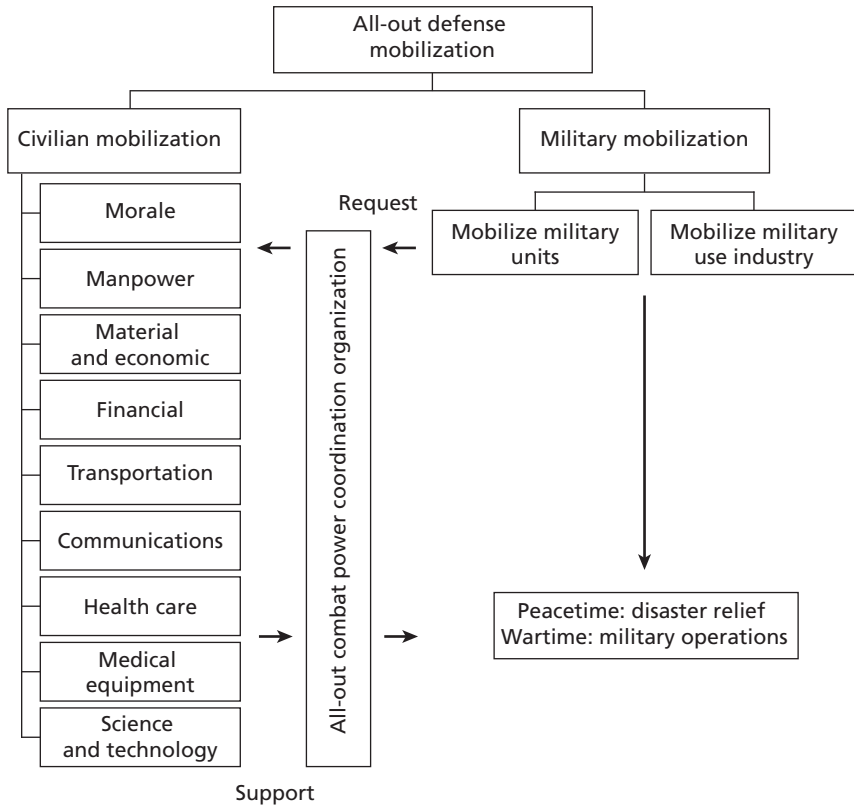 All-out defense
mobilization
Civilian mobilization
Military mobilization
Morale
Manpower
Material
and economic
Financial
Transportation
Communications
Health care
Medical
equipment
Science
and technology
Request
All-out combat power coordination organization
Support
Mobilize military
units
Mobilize military
use industry
Peacetime: disaster relief
Wartime: military operations